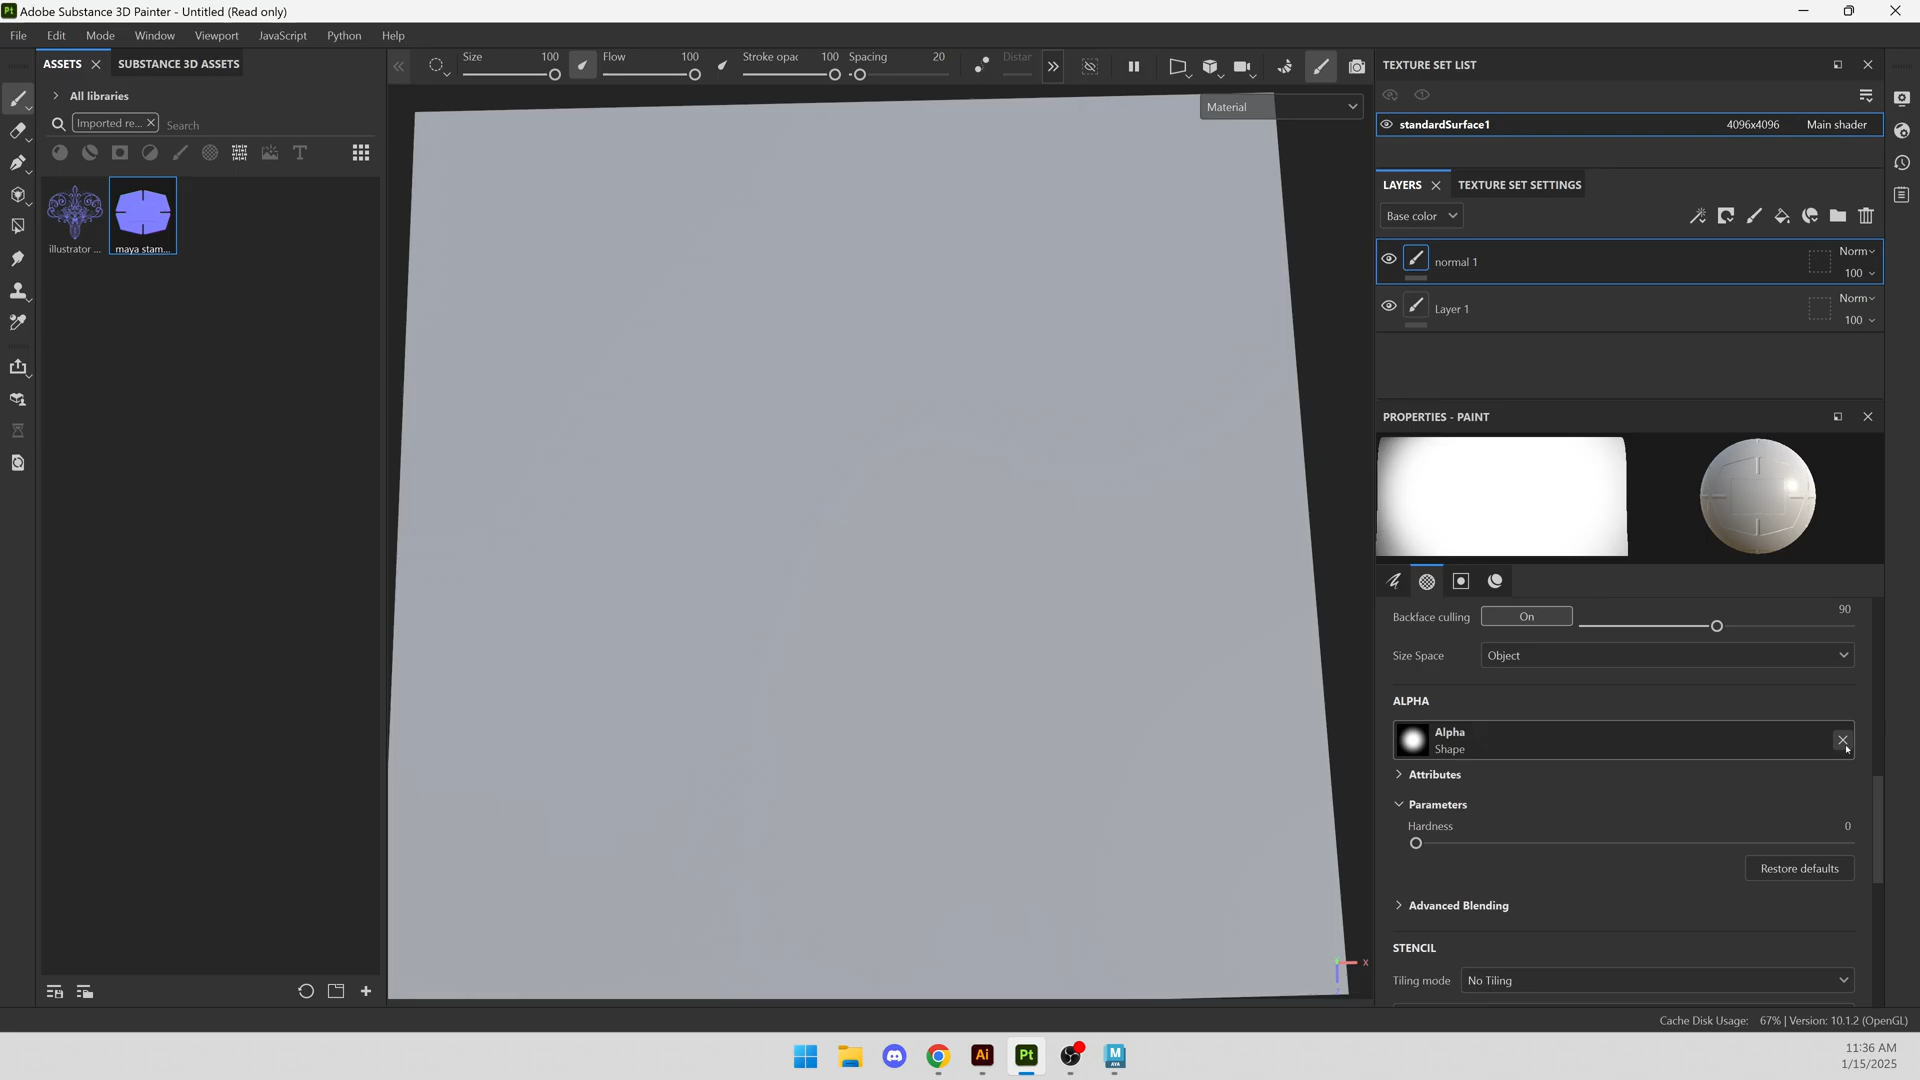 Pt Adobe Substance 3D Painter - Untitled (Read only)
File Edit Mode Window Viewport JavaScript Python Help
ASSETS SUBSTANCE 3D ASSETS
All libraries
Imported re... Search
illustrator ... maya stam...
Size 100 Flow 100 Stroke opac 100 Spacing 20 Distar
Material
X
TEXTURE SET LIST
standardSurface1 4096x4096 Main shader
LAYERS TEXTURE SET SETTINGS
Base color
normal 1 Norm 100
Layer 1 Norm 100
PROPERTIES - PAINT
Backface culling On 90
Size Space Object
ALPHA
Alpha
Shape
Attributes
Parameters
Hardness 0
Restore defaults
Advanced Blending
STENCIL
Tiling mode No Tiling
Cache Disk Usage: 67% | Version: 10.1.2 (OpenGL)
Ai Pt M
11:36 AM
1/15/2025